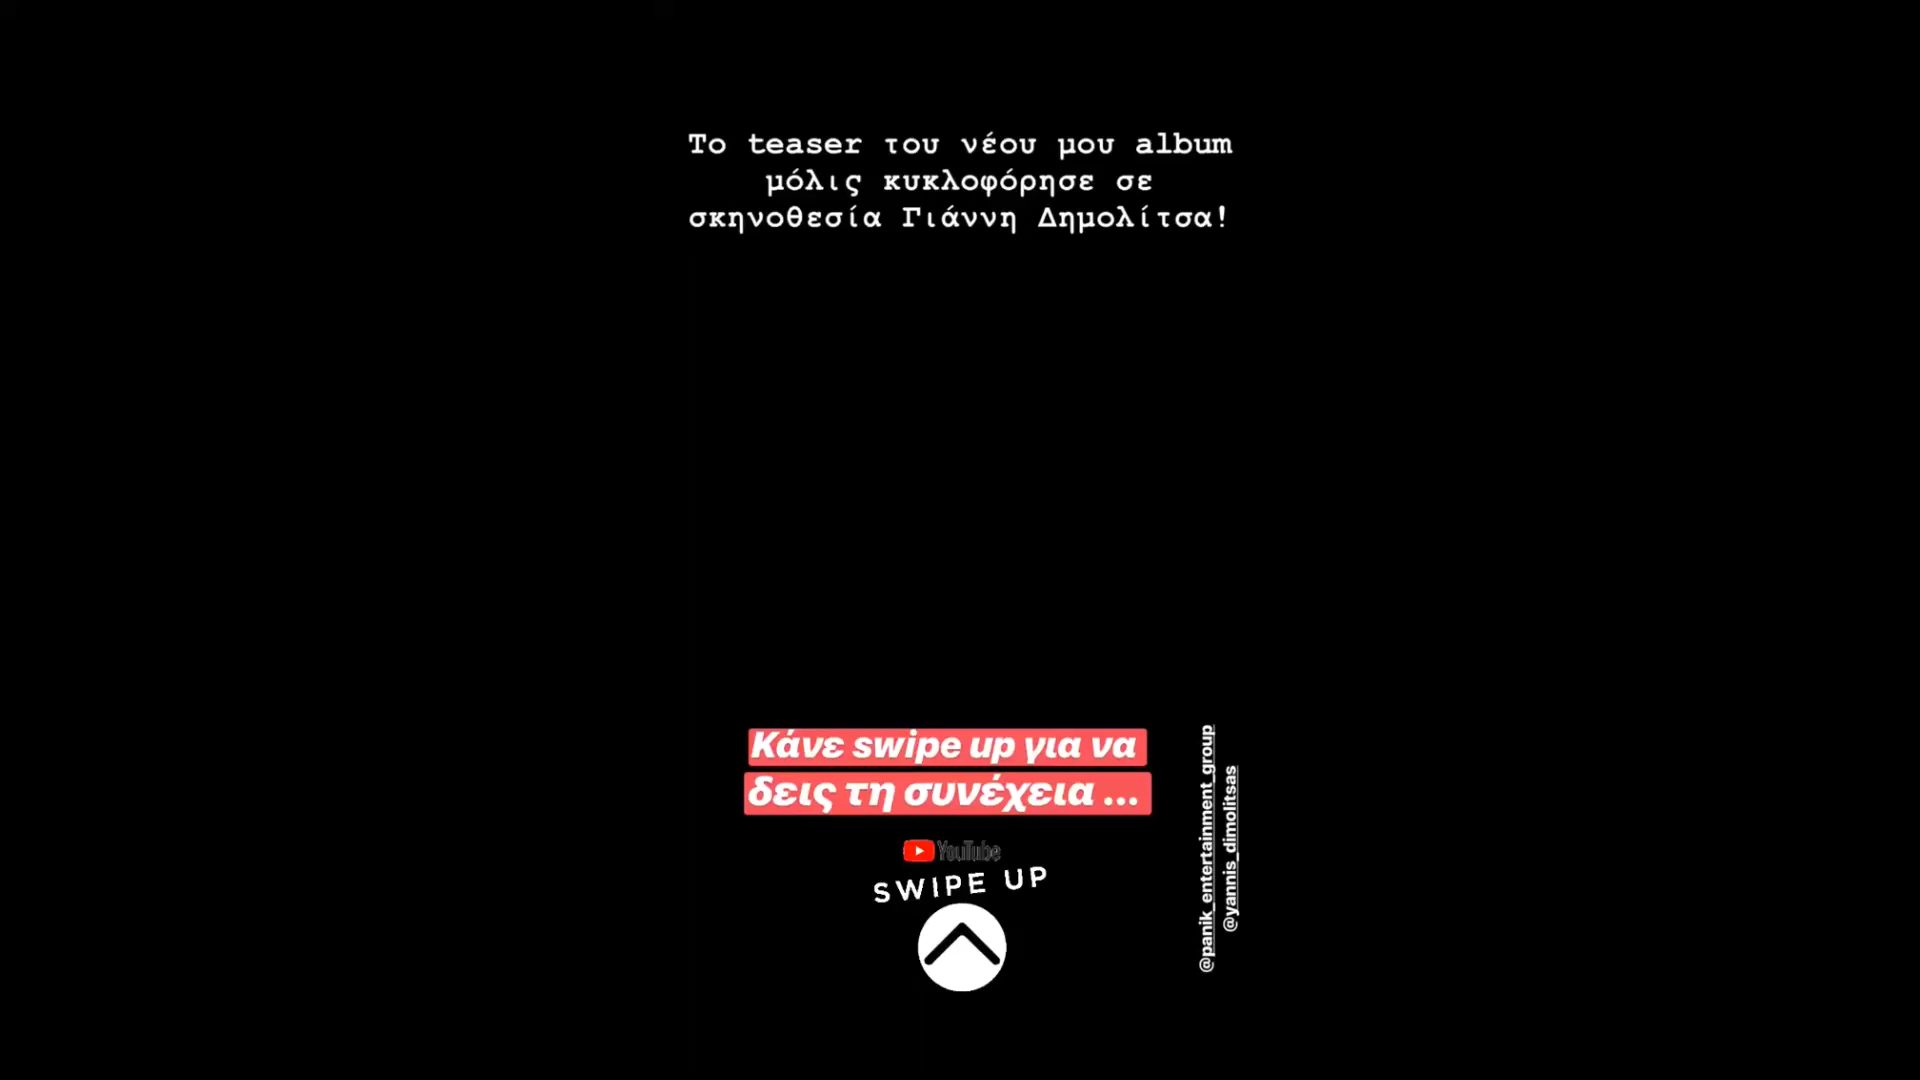 Το teaser του νέου μου album
μόλις κυκλοφόρησε σε
σκηνοθεσία Γιάννη Δημολίτσα!
Κάνε swipe up για να
δεις τη συνέχεια ...
YouTube
SWIPE UP
@panik_entertainment_group
@yannis_dimolitsas